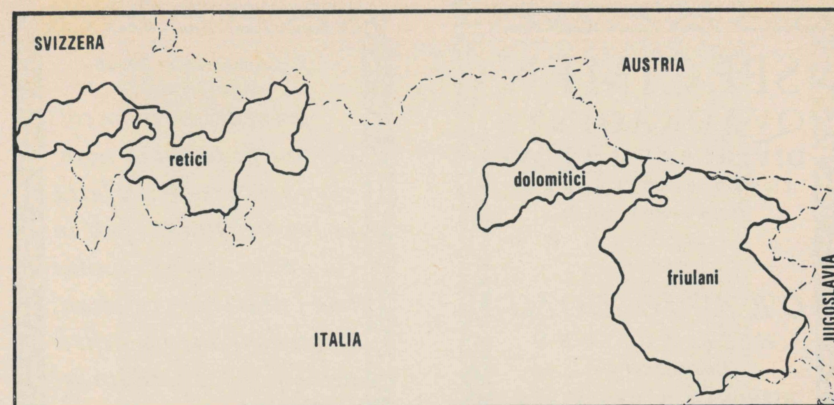 SVIZZERA
AUSTRIA
retici
dolomitici
friulani
JUGOSLAVIA
ITALIA